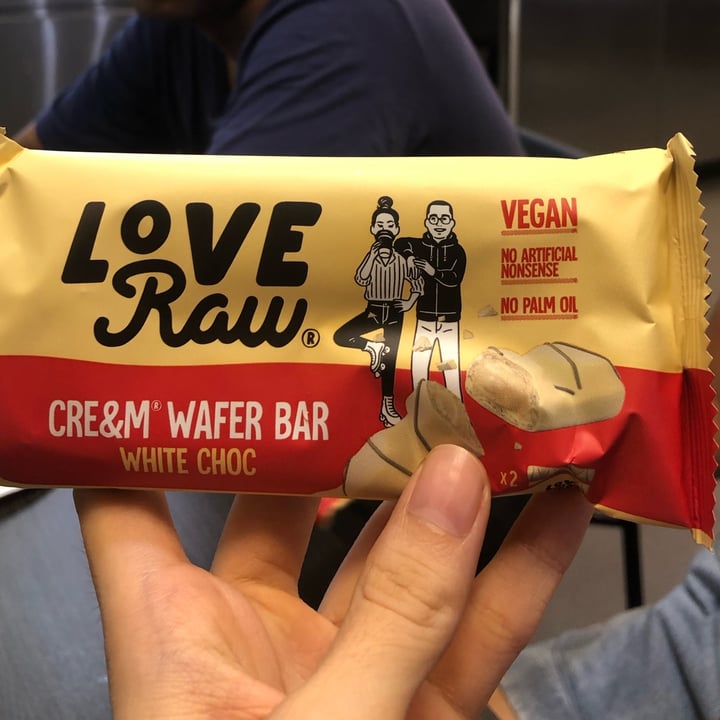 LOVE
Raw®
VEGAN
NO ARTIFICIAL
NONSENSE
NO PALM OIL
CRE&M® WAFER BAR
WHITE CHOC
X2